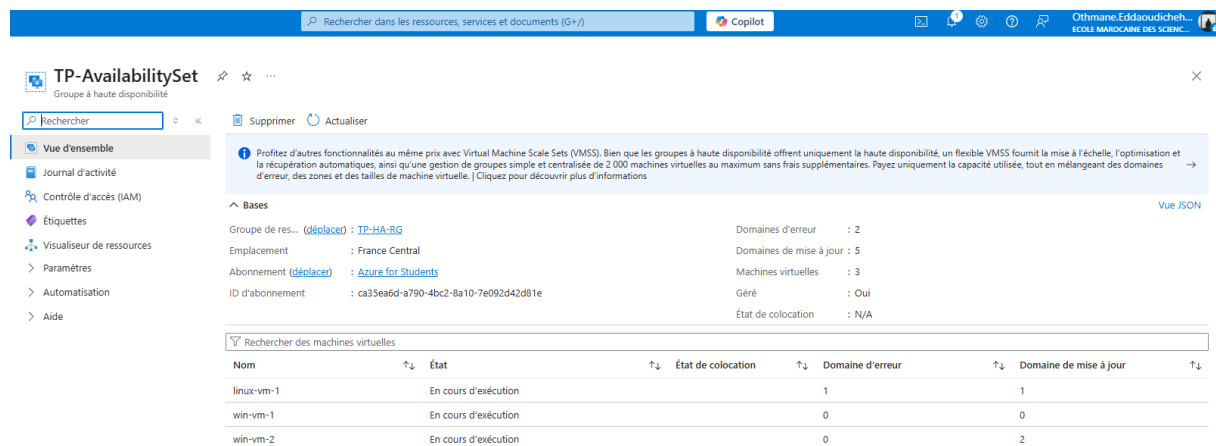 Rechercher dans les ressources, services et documents (G+/)
Copilot
1
Othmane.Eddaoudicheh...
ECOLE MAROCAINE DES SCIENC...
TP-AvailabilitySet
Groupe à haute disponibilité
Rechercher
Supprimer
Actualiser
Vue d'ensemble
Journal d'activité
Contrôle d'accès (IAM)
Étiquettes
Visualiseur de ressources
Paramètres
Automatisation
Aide
Profitez d'autres fonctionnalités au même prix avec Virtual Machine Scale Sets (VMSS). Bien que les groupes à haute disponibilité offrent uniquement la haute disponibilité, un flexible VMSS fournit la mise à l'échelle, l'optimisation et
la récupération automatiques, ainsi qu'une gestion de groupes simple et centralisée de 2 000 machines virtuelles au maximum sans frais supplémentaires. Payez uniquement la capacité utilisée, tout en mélangeant des domaines
d'erreur, des zones et des tailles de machine virtuelle. | Cliquez pour découvrir plus d'informations
Bases
Vue JSON
Groupe de res... (déplacer) : TP-HA-RG
Emplacement : France Central
Abonnement (déplacer) : Azure for Students
ID d'abonnement : ca35ea6d-a790-4bc2-8a10-7e092d42d81e
Domaines d'erreur : 2
Domaines de mise à jour : 5
Machines virtuelles : 3
Géré : Oui
État de colocation : N/A
Rechercher des machines virtuelles
Nom État État de colocation Domaine d'erreur Domaine de mise à jour
linux-vm-1 En cours d'exécution 1 1
win-vm-1 En cours d'exécution 0 0
win-vm-2 En cours d'exécution 0 2